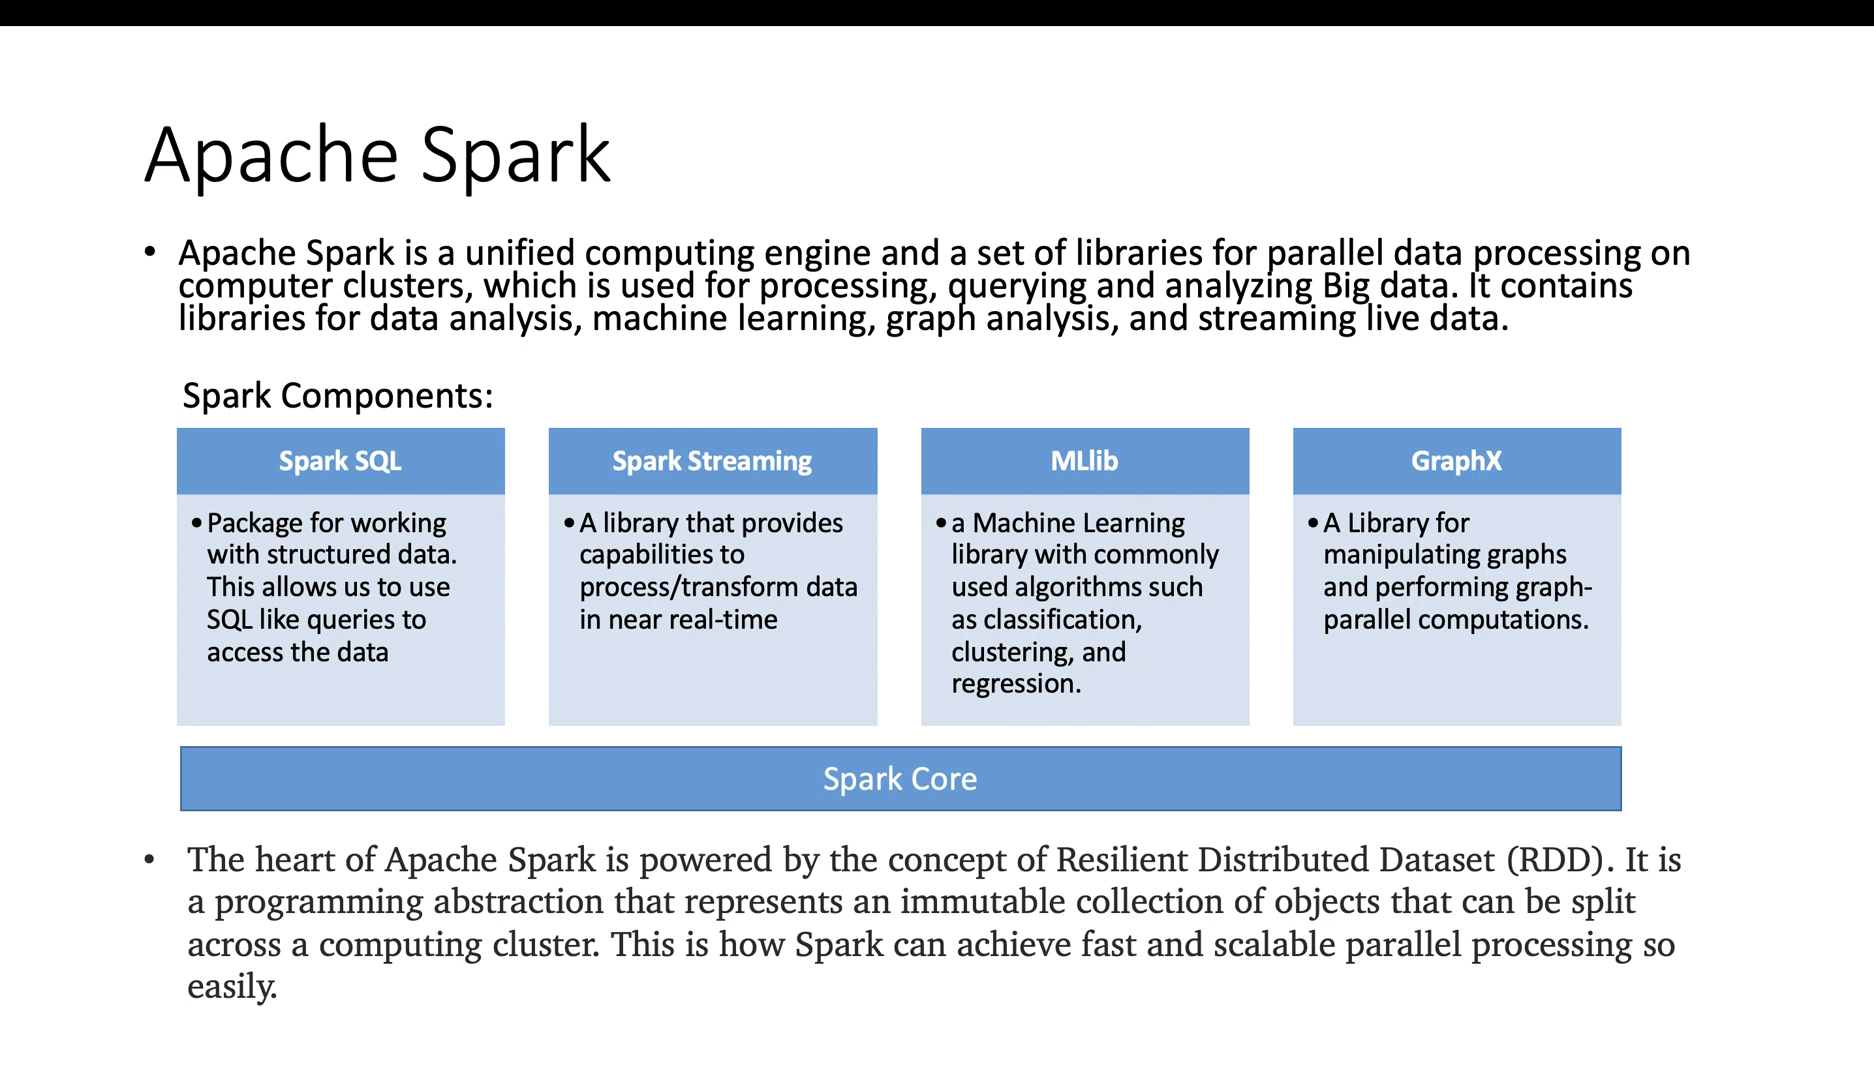 Apache Spark
• Apache Spark is a unified computing engine and a set of libraries for parallel data processing on
computer clusters, which is used for processing, querying and analyzing Big data. It contains
libraries for data analysis, machine learning, graph analysis, and streaming live data.
Spark Components:
Spark SQL
• Package for working
with structured data.
This allows us to use
SQL like queries to
access the data
Spark Streaming
• A library that provides
capabilities to
process/transform data
in near real-time
MLlib
• a Machine Learning
library with commonly
used algorithms such
as classification,
clustering, and
regression.
GraphX
• A Library for
manipulating graphs
and performing graph-
parallel computations.
Spark Core
• The heart of Apache Spark is powered by the concept of Resilient Distributed Dataset (RDD). It is
a programming abstraction that represents an immutable collection of objects that can be split
across a computing cluster. This is how Spark can achieve fast and scalable parallel processing so
easily.